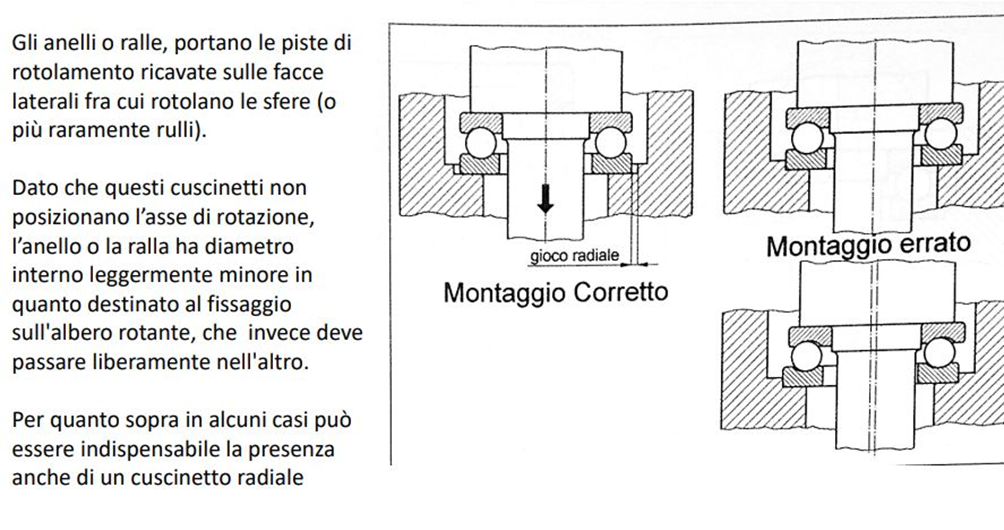 Gli anelli o ralle, portano le piste di
rotolamento ricavate sulle facce
laterali fra cui rotolano le sfere (o
più raramente rulli).
Dato che questi cuscinetti non
posizionano l’asse di rotazione,
l’anello o la ralla ha diametro
interno leggermente minore in
quanto destinato al fissaggio
sull'albero rotante, che  invece deve
passare liberamente nell'altro.
Per quanto sopra in alcuni casi può
essere indispensabile la presenza
anche di un cuscinetto radiale
gioco radiale
Montaggio Corretto
Montaggio errato